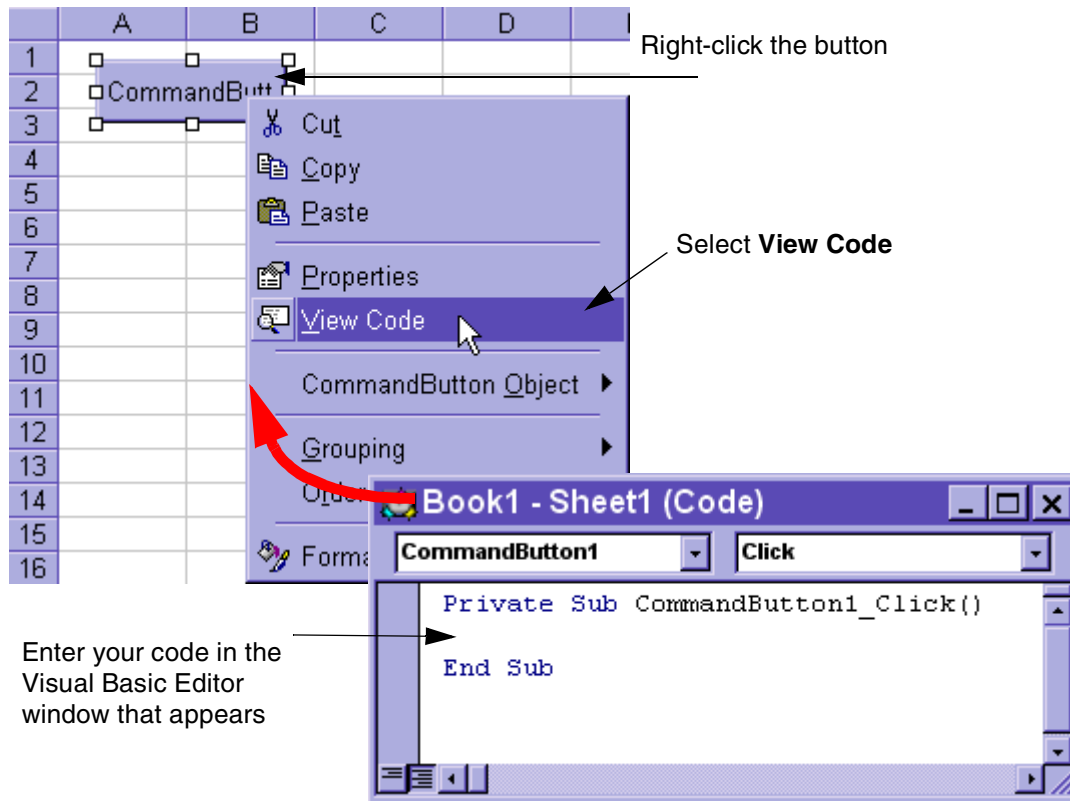 A B C D
Right-click the button
1
2
3
4
5
6
7
8
9
10
11
12
13
14
15
16
CommandButt
Cut
Copy
Paste
Properties
View Code
Select View Code
CommandButton Object
Grouping
Order
Forma
Book1 - Sheet1 (Code)
CommandButton1 Click
Private Sub CommandButton1_Click()
End Sub
Enter your code in the
Visual Basic Editor
window that appears